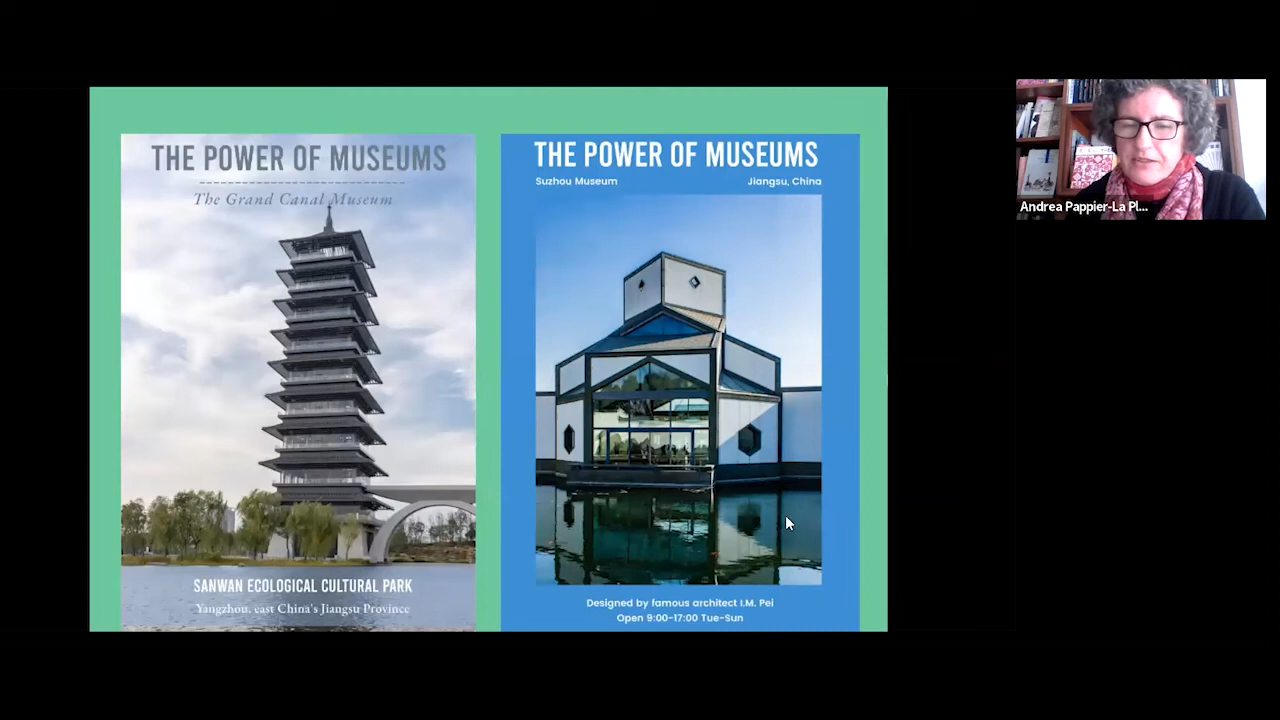 THE POWER OF MUSEUMS
The Grand Canal Museum
SANWAN ECOLOGICAL CULTURAL PARK
Yangzhou, east China's Jiangsu Province
THE POWER OF MUSEUMS
Suzhou Museum
Jiangsu, China
Designed by famous architect I.M. Pei
Open 9:00-17:00 Tue-Sun
Andrea Pappier-La Pl...